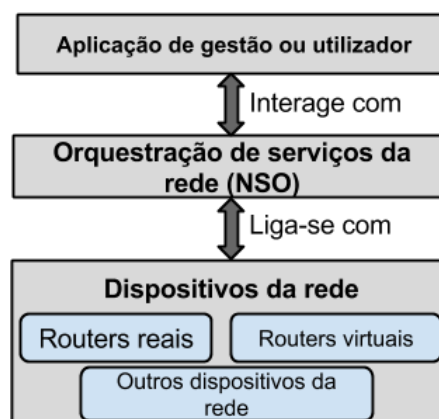 Aplicação de gestão ou utilizador
Interage com
Orquestração de serviços da
rede (NSO)
Liga-se com
Dispositivos da rede
Routers reais
Routers virtuais
Outros dispositivos da
rede